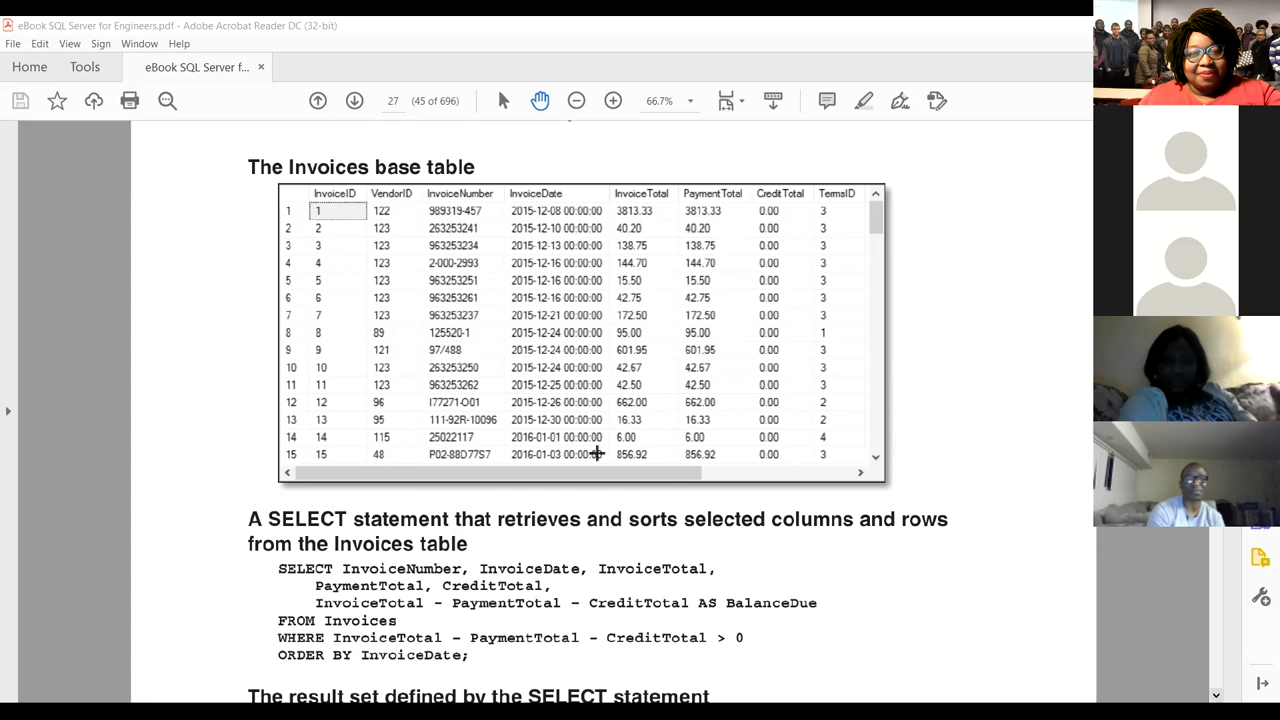 eBook SQL Server for Engineers.pdf - Adobe Acrobat Reader DC (32-bit)
File Edit View Sign Window Help
Home Tools eBook SQL Server f... ×
27 (45 of 696) 66.7%
The Invoices base table
InvoiceID VendorID InvoiceNumber InvoiceDate InvoiceTotal PaymentTotal CreditTotal TermsID
1 1 122 989319-457 2015-12-08 00:00:00 3813.33 3813.33 0.00 3
2 2 123 263253241 2015-12-10 00:00:00 40.20 40.20 0.00 3
3 3 123 963253234 2015-12-13 00:00:00 138.75 138.75 0.00 3
4 4 123 2-000-2993 2015-12-16 00:00:00 144.70 144.70 0.00 3
5 5 123 963253251 2015-12-16 00:00:00 15.50 15.50 0.00 3
6 6 123 963253261 2015-12-16 00:00:00 42.75 42.75 0.00 3
7 7 123 963253237 2015-12-21 00:00:00 172.50 172.50 0.00 3
8 8 89 125520-1 2015-12-24 00:00:00 95.00 95.00 0.00 1
9 9 121 97/488 2015-12-24 00:00:00 601.95 601.95 0.00 3
10 10 123 263253250 2015-12-24 00:00:00 42.67 42.67 0.00 3
11 11 123 963253262 2015-12-25 00:00:00 42.50 42.50 0.00 3
12 12 96 I77271-O01 2015-12-26 00:00:00 662.00 662.00 0.00 2
13 13 95 111-92R-10096 2015-12-30 00:00:00 16.33 16.33 0.00 2
14 14 115 25022117 2016-01-01 00:00:00 6.00 6.00 0.00 4
15 15 48 P02-88D77S7 2016-01-03 00:00:00 856.92 856.92 0.00 3
A SELECT statement that retrieves and sorts selected columns and rows
from the Invoices table
SELECT InvoiceNumber, InvoiceDate, InvoiceTotal,
PaymentTotal, CreditTotal,
InvoiceTotal - PaymentTotal - CreditTotal AS BalanceDue
FROM Invoices
WHERE InvoiceTotal - PaymentTotal - CreditTotal > 0
ORDER BY InvoiceDate;
The result set defined by the SELECT statement